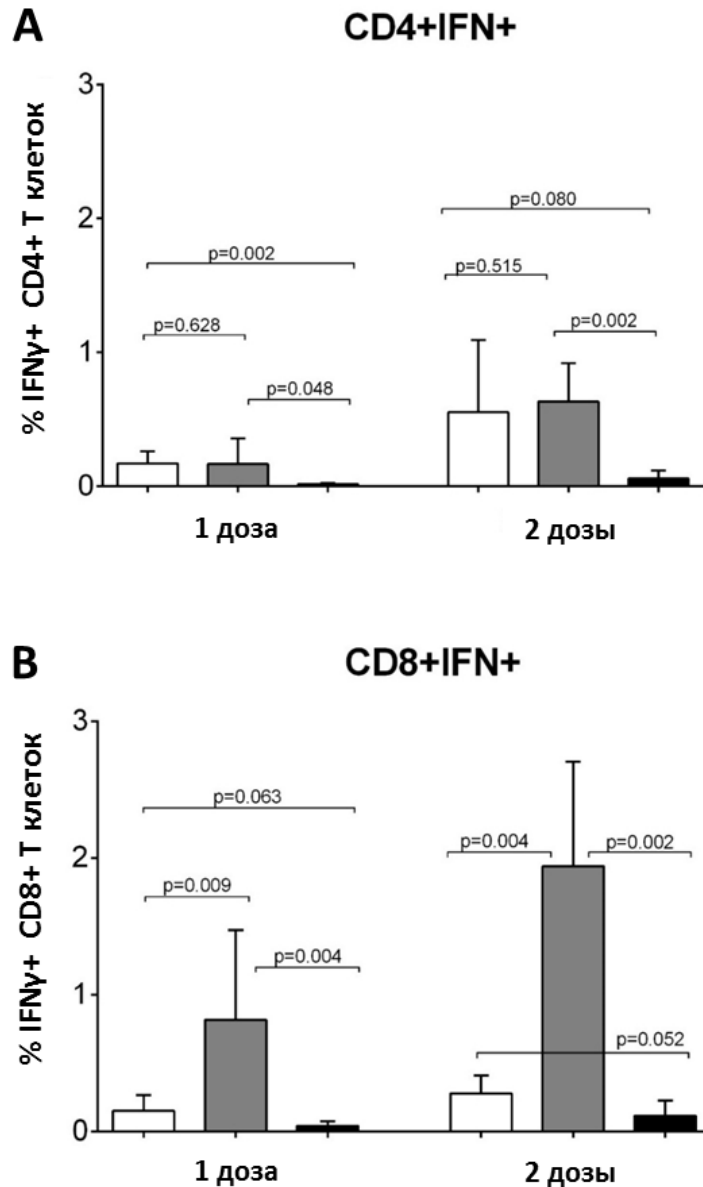 A
CD4+IFN+
% IFNγ+ CD4+ T клеток
3
2
1
0
p=0.002
p=0.628
p=0.048
p=0.080
p=0.515
p=0.002
1 доза
2 дозы
B
CD8+IFN+
% IFNγ+ CD8+ T клеток
3
2
1
0
p=0.063
p=0.009
p=0.004
p=0.004
p=0.002
p=0.052
1 доза
2 дозы